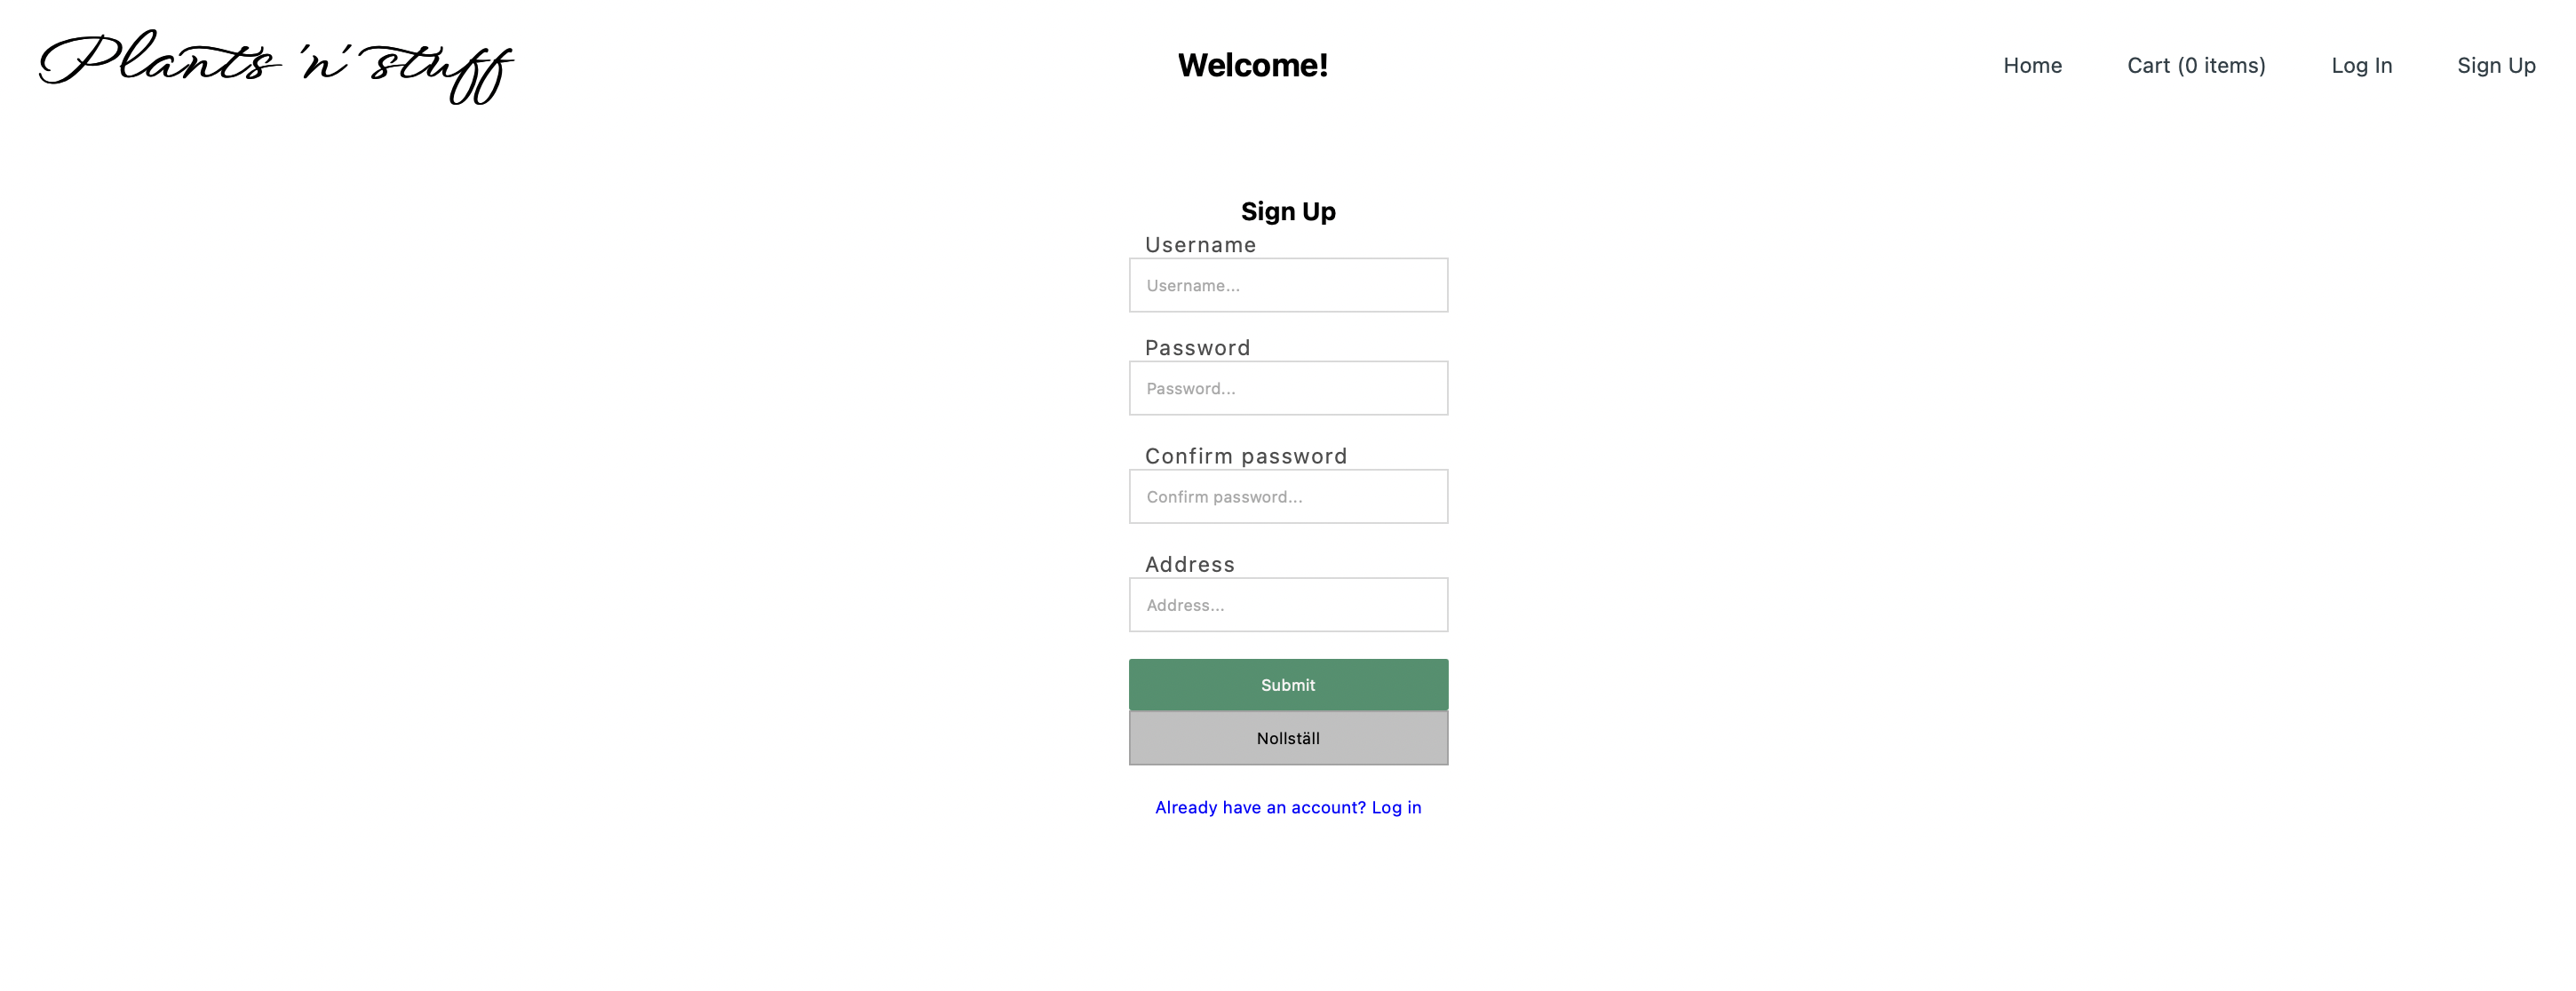 Plants 'n' stuff
Welcome!
Home
Cart (0 items)
Log In
Sign Up
Sign Up
Username
Username...
Password
Password...
Confirm password
Confirm password...
Address
Address...
Submit
Nollställ
Already have an account? Log in